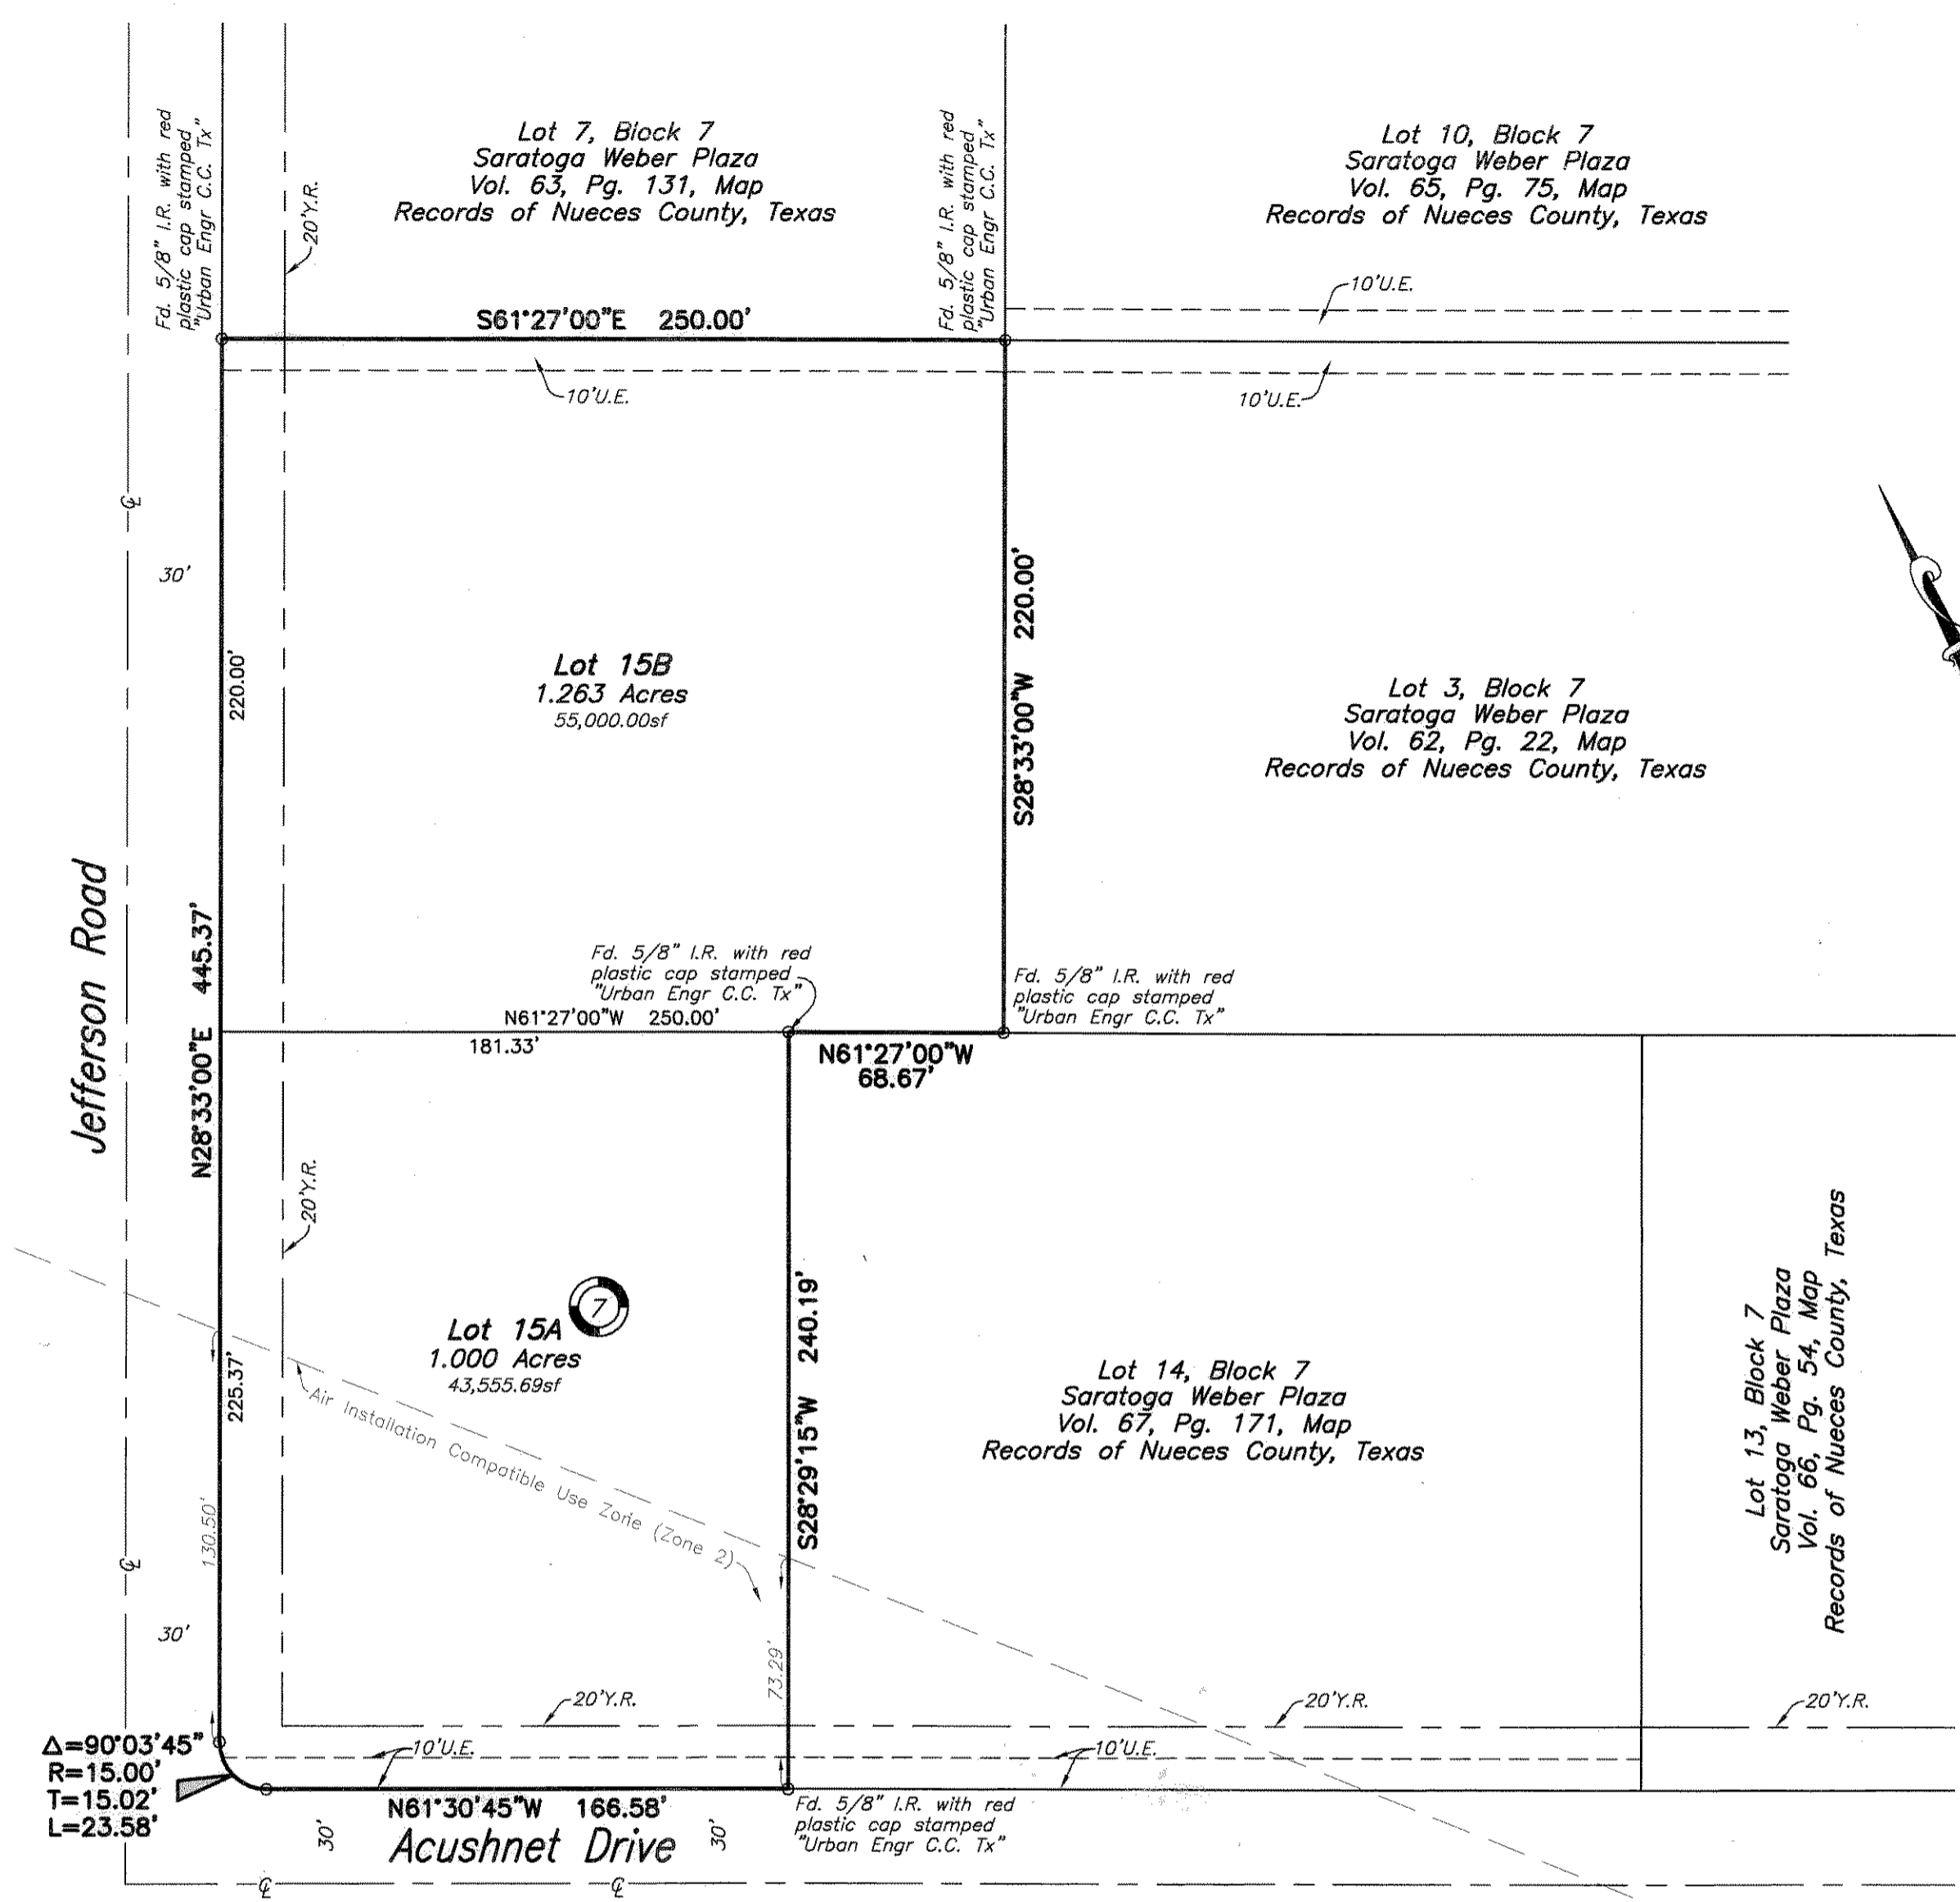 Fd. 5/8" I.R. with red
plastic cap stamped
"Urban Engr C.C. Tx"
20'Y.R.
Lot 7, Block 7
Saratoga Weber Plaza
Vol. 63, Pg. 131, Map
Records of Nueces County, Texas
Fd. 5/8" I.R. with red
plastic cap stamped
"Urban Engr C.C. Tx"
Lot 10, Block 7
Saratoga Weber Plaza
Vol. 65, Pg. 75, Map
Records of Nueces County, Texas
10'U.E.
S61°27'00"E 250.00'
10'U.E.
10'U.E.
℄
30'
220.00'
Lot 15B
1.263 Acres
55,000.00sf
S28°33'00"W 220.00'
Lot 3, Block 7
Saratoga Weber Plaza
Vol. 62, Pg. 22, Map
Records of Nueces County, Texas
Jefferson Road
N28°33'00"E 445.37'
Fd. 5/8" I.R. with red
plastic cap stamped
"Urban Engr C.C. Tx"
N61°27'00"W 250.00'
181.33'
Fd. 5/8" I.R. with red
plastic cap stamped
"Urban Engr C.C. Tx"
N61°27'00"W
68.67'
20'Y.R.
7
Lot 15A
1.000 Acres
43,555.69sf
225.37'
Air Installation Compatible Use Zone (Zone 2)
S28°29'15"W 240.19'
Lot 14, Block 7
Saratoga Weber Plaza
Vol. 67, Pg. 171, Map
Records of Nueces County, Texas
Lot 13, Block 7
Saratoga Weber Plaza
Vol. 66, Pg. 54, Map
Records of Nueces County, Texas
130.50'
℄
30'
73.29'
20'Y.R.
20'Y.R.
20'Y.R.
10'U.E.
10'U.E.
Δ=90°03'45"
R=15.00'
T=15.02'
L=23.58'
N61°30'45"W 166.58'
30'
Acushnet Drive
30'
Fd. 5/8" I.R. with red
plastic cap stamped
"Urban Engr C.C. Tx"
℄
℄